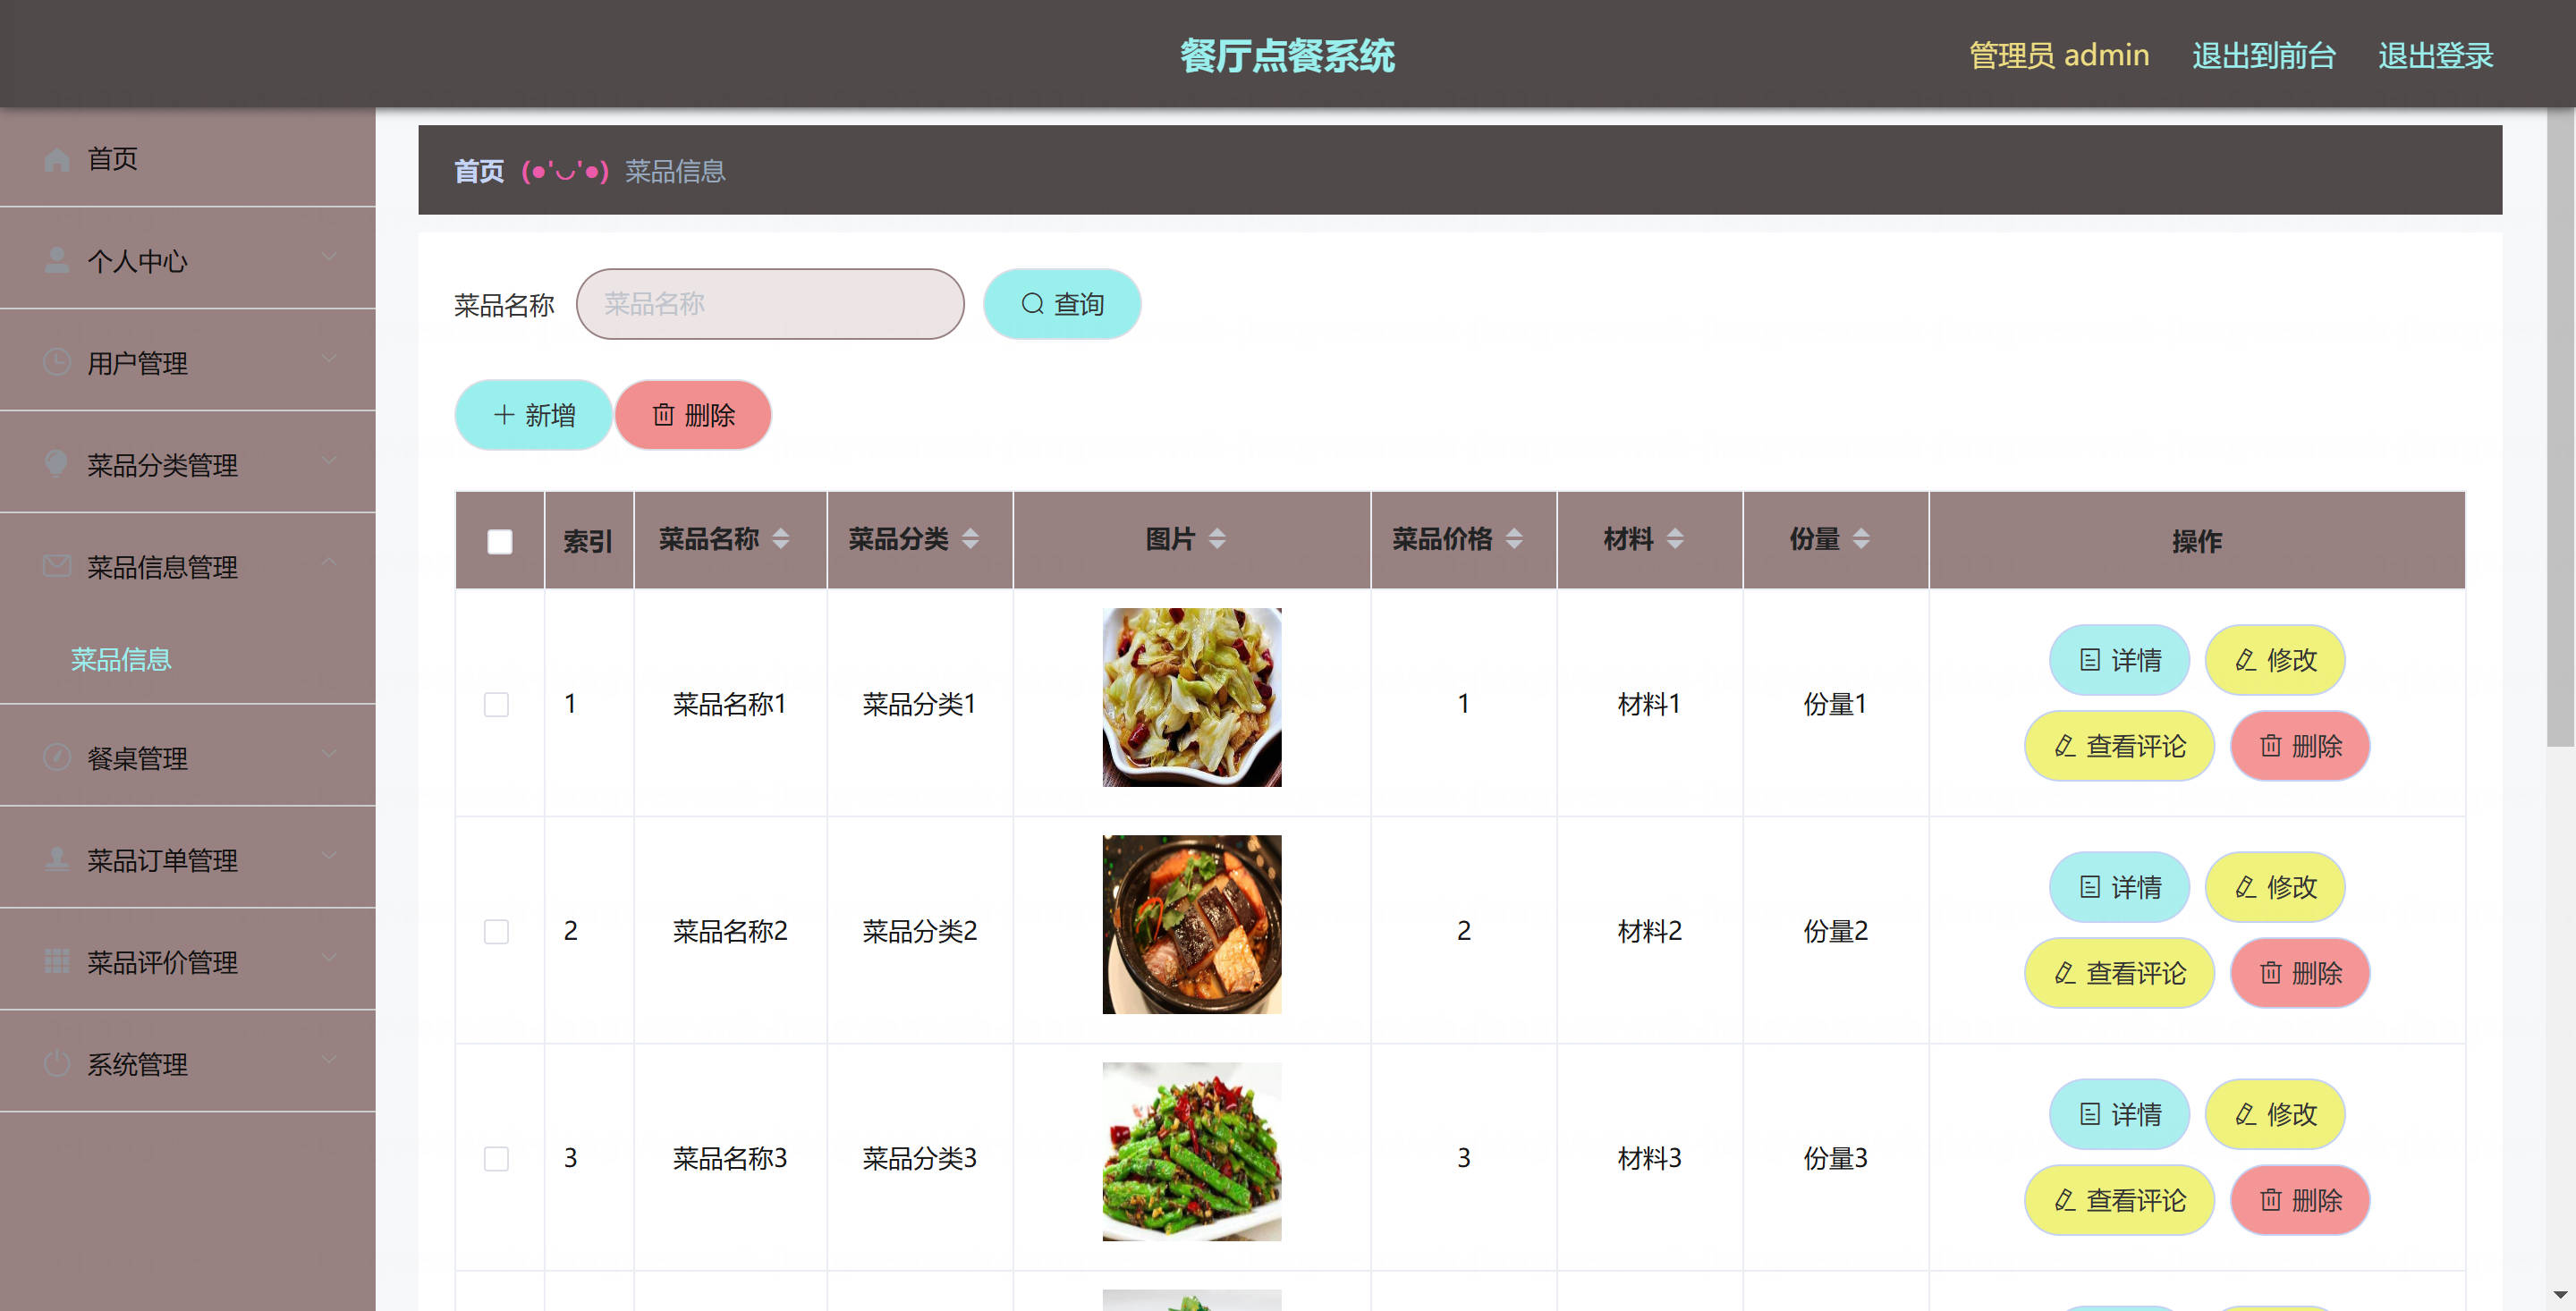 餐厅点餐系统
管理员 admin 退出到前台 退出登录
首页
个人中心
用户管理
菜品分类管理
菜品信息管理
菜品信息
餐桌管理
菜品订单管理
菜品评价管理
系统管理
首页 (●'◡'●) 菜品信息
菜品名称 菜品名称 查询
新增 删除
索引 菜品名称 菜品分类 图片 菜品价格 材料 份量 操作
1 菜品名称1 菜品分类1 1 材料1 份量1 详情 修改
查看评论 删除
2 菜品名称2 菜品分类2 2 材料2 份量2 详情 修改
查看评论 删除
3 菜品名称3 菜品分类3 3 材料3 份量3 详情 修改
查看评论 删除